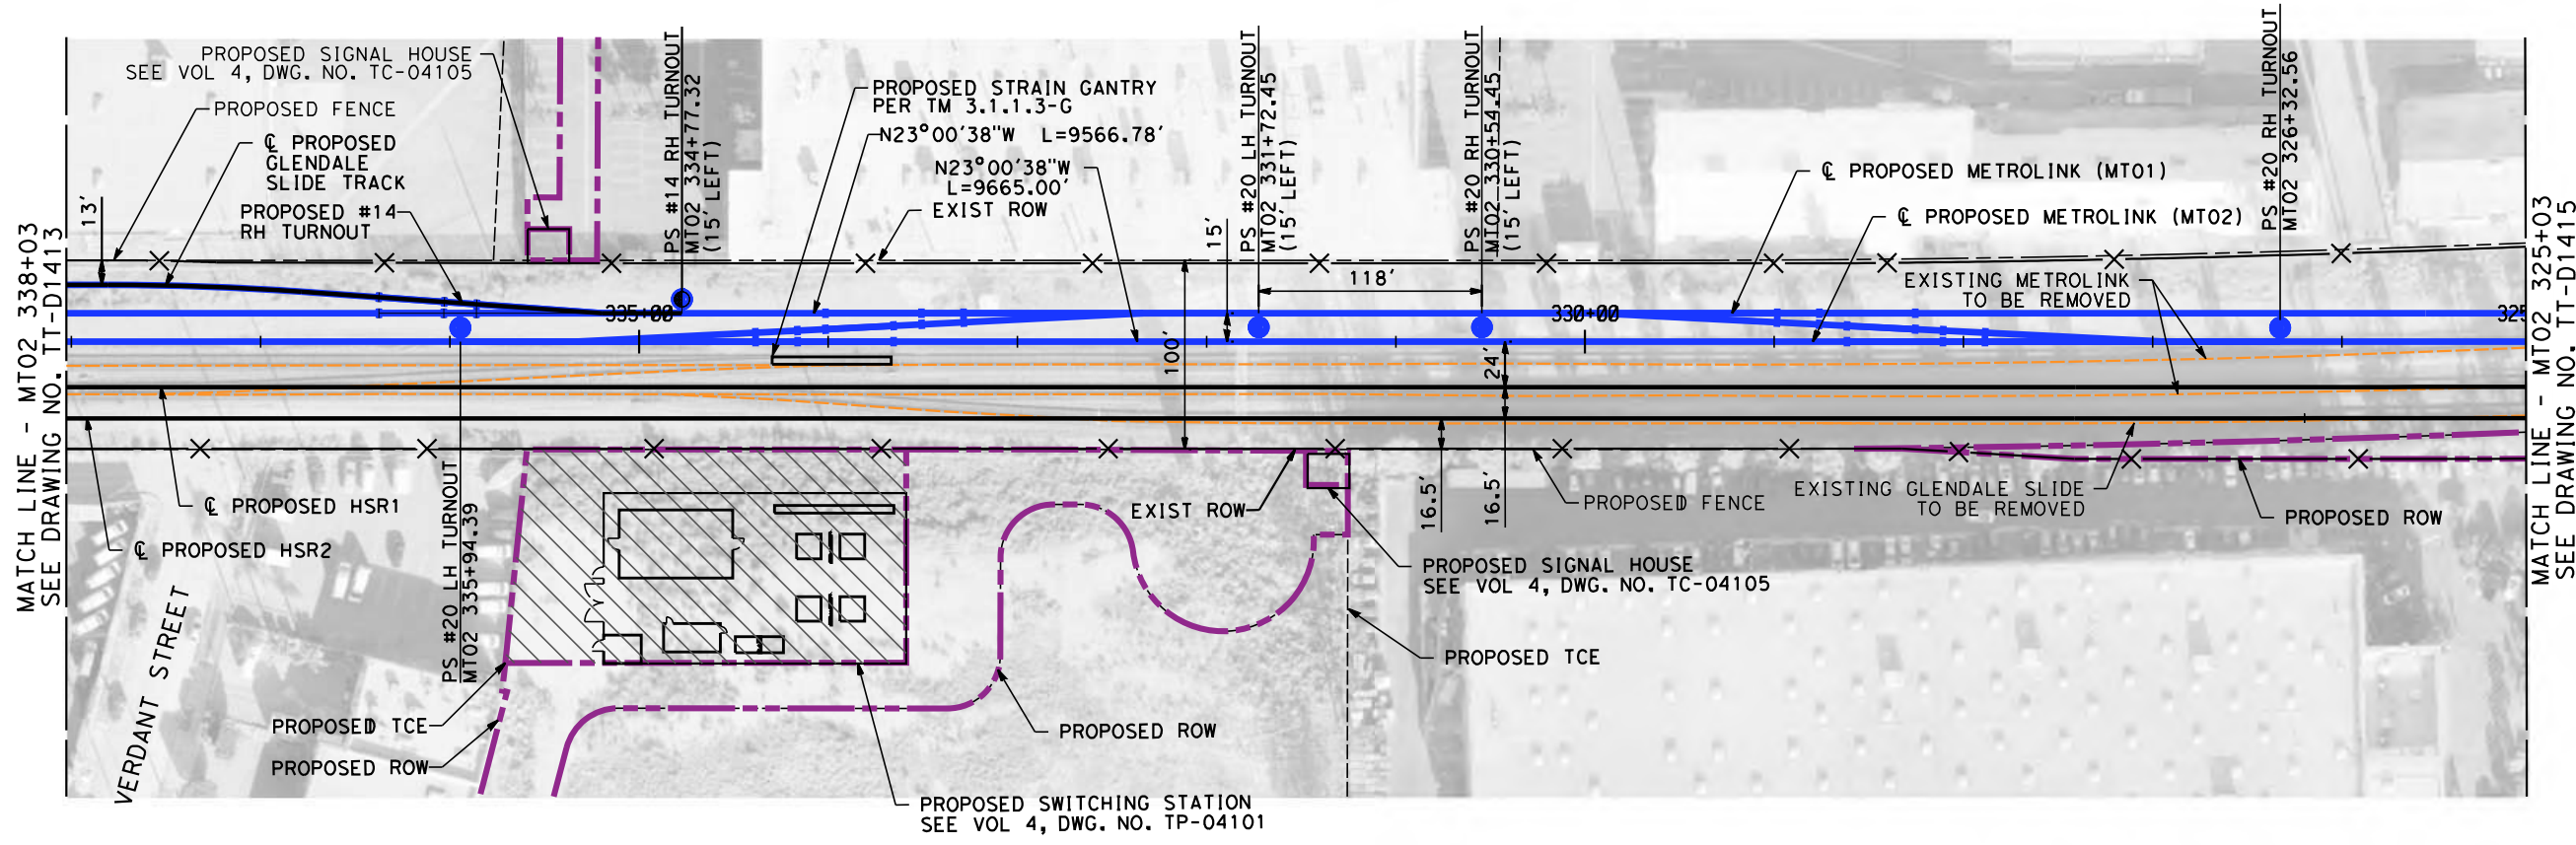 PROPOSED SIGNAL HOUSE
SEE VOL 4, DWG. NO. TC-04105
PROPOSED FENCE
℄ PROPOSED
GLENDALE
SLIDE TRACK
PROPOSED #14
RH TURNOUT
13'
PS #14 RH TURNOUT
MT02 334+77.32
(15' LEFT)
PROPOSED STRAIN GANTRY
PER TM 3.1.1.3-G
N23°00'38"W L=9566.78'
N23°00'38"W
L=9665.00'
EXIST ROW
15'
PS #20 LH TURNOUT
MT02 331+72.45
(15' LEFT)
118'
PS #20 RH TURNOUT
MT02 330+54.45
(15' LEFT)
℄ PROPOSED METROLINK (MT01)
℄ PROPOSED METROLINK (MT02)
EXISTING METROLINK
TO BE REMOVED
PS #20 RH TURNOUT
MT02 326+32.56
MATCH LINE - MT02 338+03
SEE DRAWING NO. TT-D1413
335+00
330+00
325
100'
24'
16.5'
16.5'
MATCH LINE - MT02 325+03
SEE DRAWING NO. TT-D1415
℄ PROPOSED HSR1
℄ PROPOSED HSR2
VERDANT STREET
PS #20 LH TURNOUT
MT02 335+94.39
PROPOSED TCE
PROPOSED ROW
PROPOSED SWITCHING STATION
SEE VOL 4, DWG. NO. TP-04101
PROPOSED ROW
EXIST ROW
PROPOSED SIGNAL HOUSE
SEE VOL 4, DWG. NO. TC-04105
PROPOSED TCE
PROPOSED FENCE
EXISTING GLENDALE SLIDE
TO BE REMOVED
PROPOSED ROW